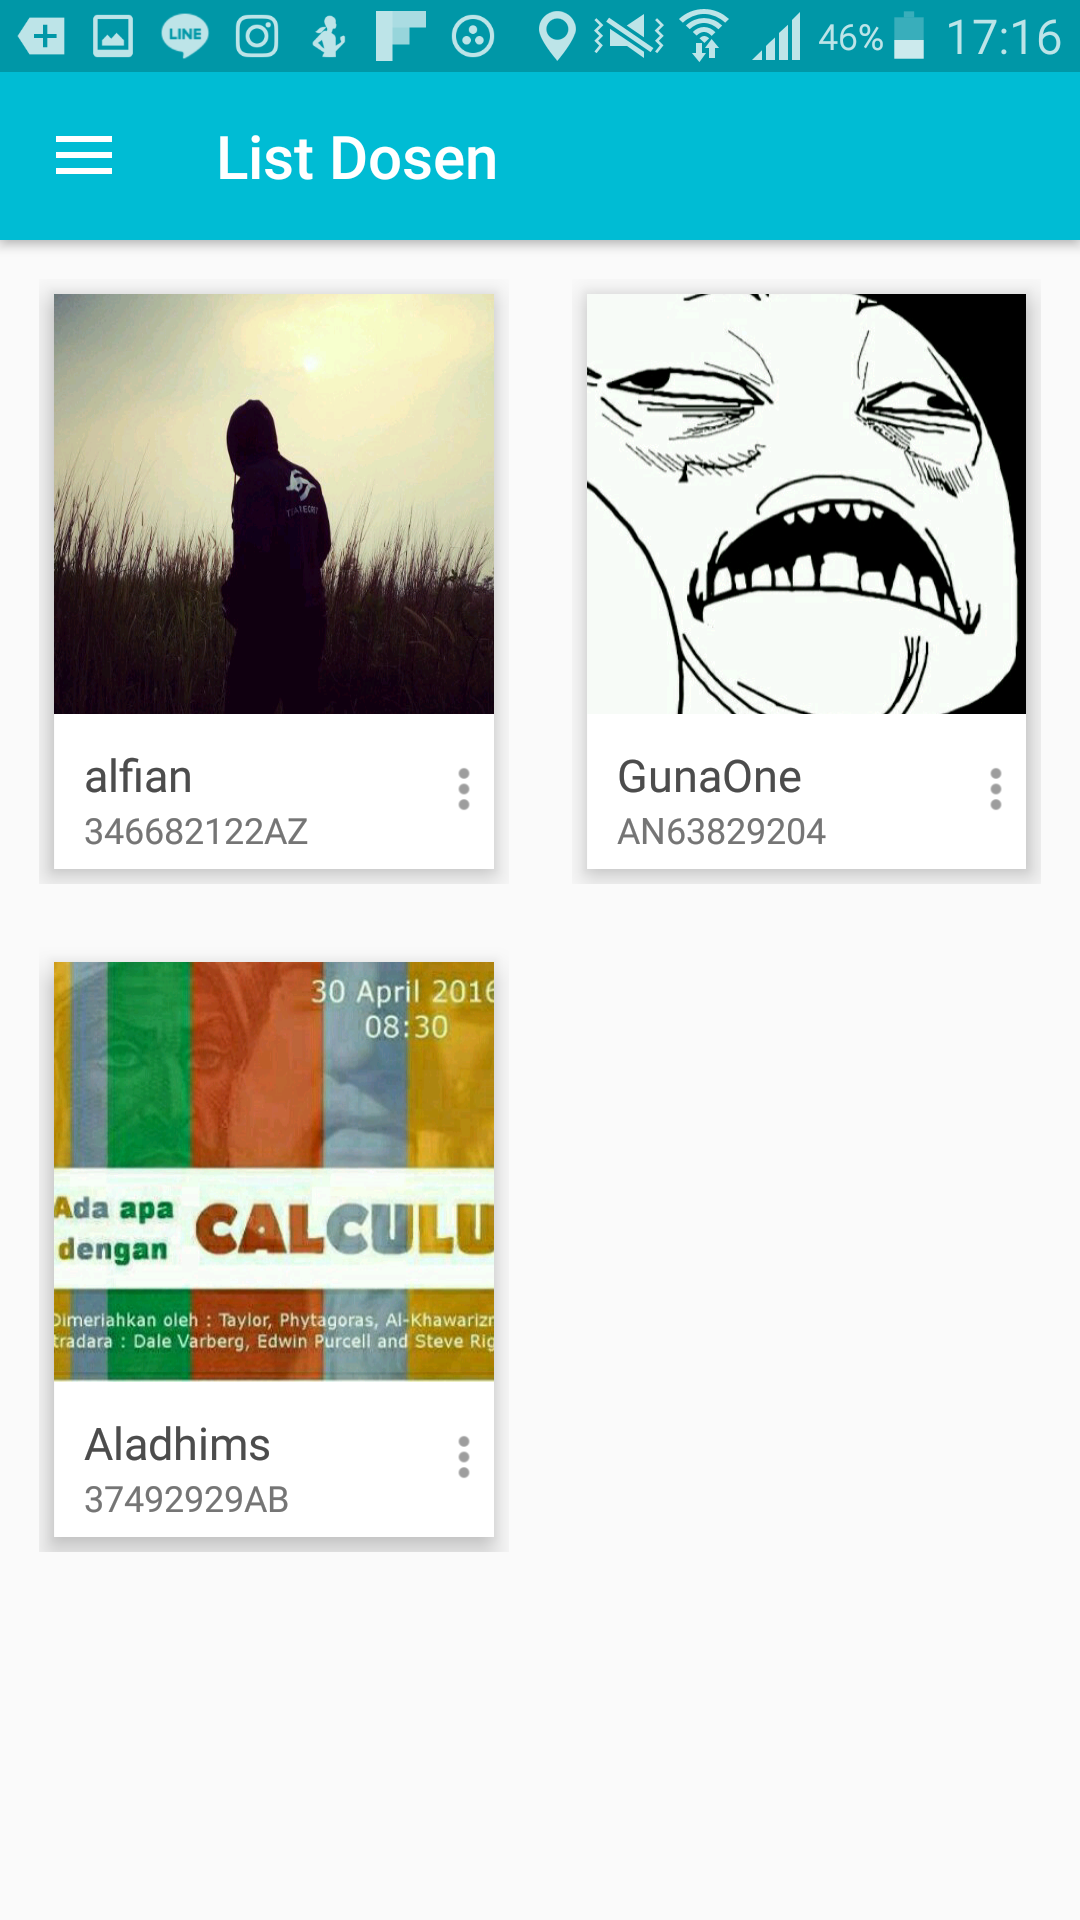 LINE
46%
17:16
List Dosen
alfian
346682122AZ
GunaOne
AN63829204
30 April 2016
08:30
Ada apa
dengan
CALCULU
Dimeriahkan oleh : Taylor, Phytagoras, Al-Khawarizm
tradara : Dale Varberg, Edwin Purcell and Steve Rig
Aladhims
37492929AB